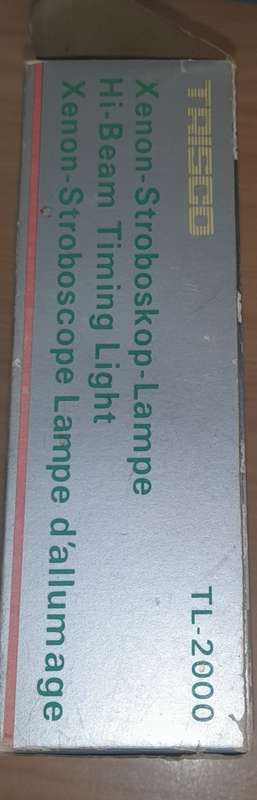 TRISCO
TL-2000
Xenon-Stroboskop-Lampe
Hi-Beam Timing Light
Xenon-Stroboscope Lampe d'allumage